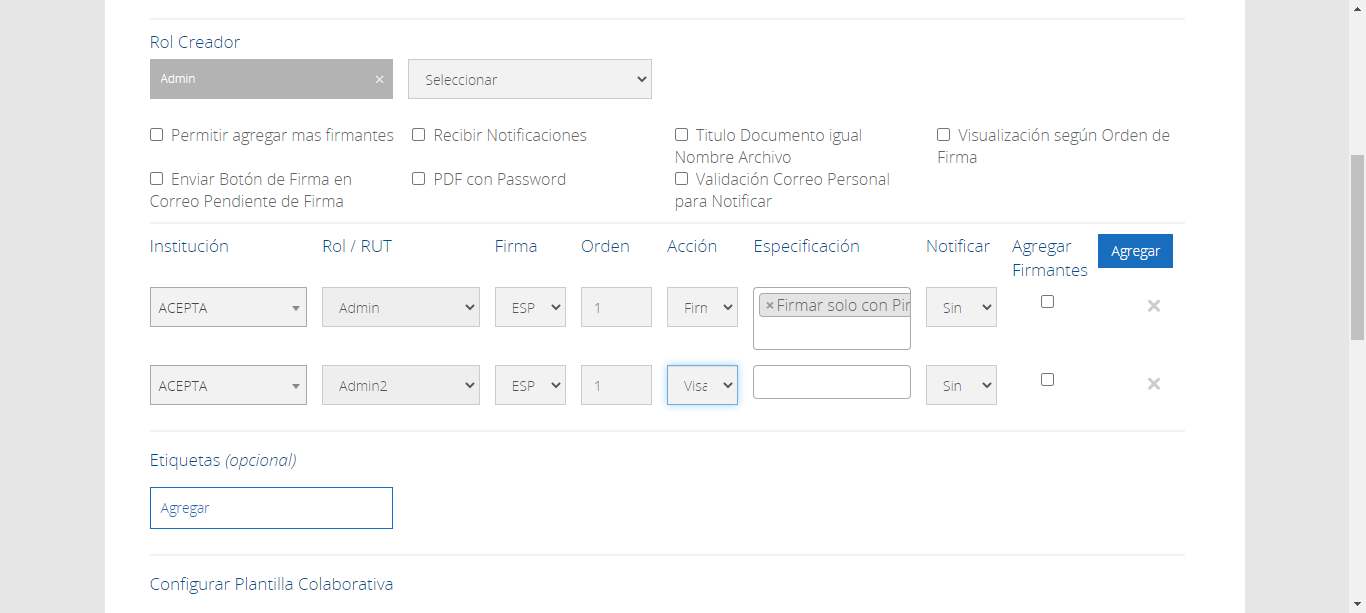 Rol Creador
Admin ×
Seleccionar
Permitir agregar mas firmantes
Recibir Notificaciones
Titulo Documento igual
Nombre Archivo
Visualización según Orden de
Firma
Enviar Botón de Firma en
Correo Pendiente de Firma
PDF con Password
Validación Correo Personal
para Notificar
Institución Rol / RUT Firma Orden Acción Especificación Notificar Agregar
Firmantes
Agregar
ACEPTA Admin ESP 1 Firm ×Firmar solo con Pin Sin ×
ACEPTA Admin2 ESP 1 Visa Sin ×
Etiquetas (opcional)
Agregar
Configurar Plantilla Colaborativa